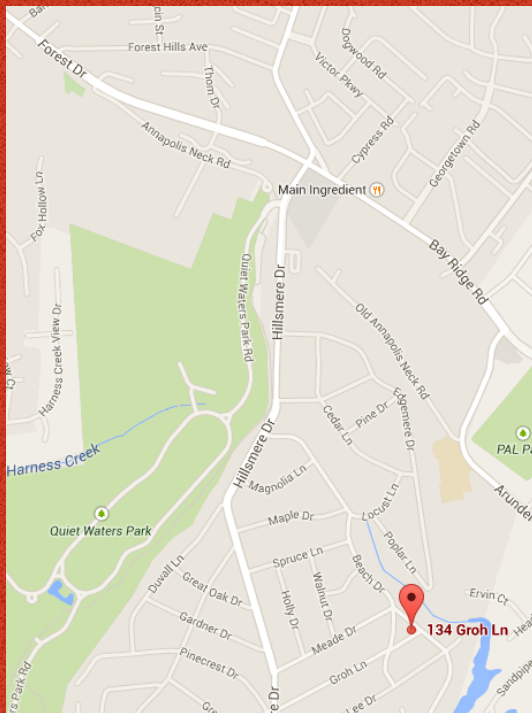 Forest Hills Ave
Forest Dr
Thom Dr
Dogwood Rd
Victor Pkwy
Cypress Rd
Georgetown Rd
Annapolis Neck Rd
Main Ingredient
Fox Hollow Ln
Quiet Waters Park Rd
Hillsmere Dr
Bay Ridge Rd
Harness Creek View Dr
Old Annapolis Neck Rd
Edgemere Dr
Pine Dr
Cedar Ln
Harness Creek
Hillsmere Dr
PAL Pa
Magnolia Ln
Locust Ln
Arunde
Quiet Waters Park
Maple Dr
Poplar Ln
Duvall Ln
Spruce Ln
Beach Dr
Great Oak Dr
Holly Dr
Walnut Dr
Ervin Ct
Gardner Dr
Meade Dr
134 Groh Ln
Pinecrest Dr
Groh Ln
Sandpipe
e Dr
Lee Dr
rs Park Rd